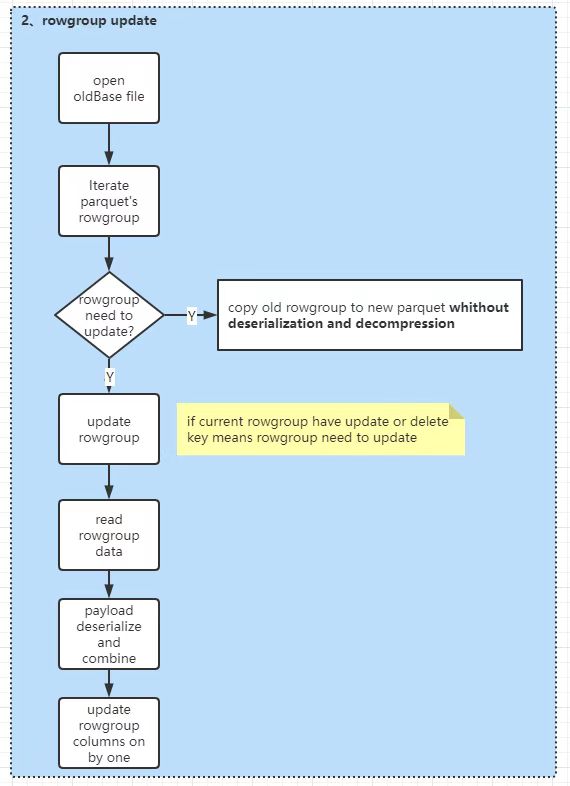 2、rowgroup update
open
oldBase file
Iterate
parquet's
rowgroup
rowgroup
need to
update?
Y
copy old rowgroup to new parquet whithout
deserialization and decompression
Y
update
rowgroup
if current rowgroup have update or delete
key means rowgroup need to update
read
rowgroup
data
payload
deserialize
and
combine
update
rowgroup
columns on
by one